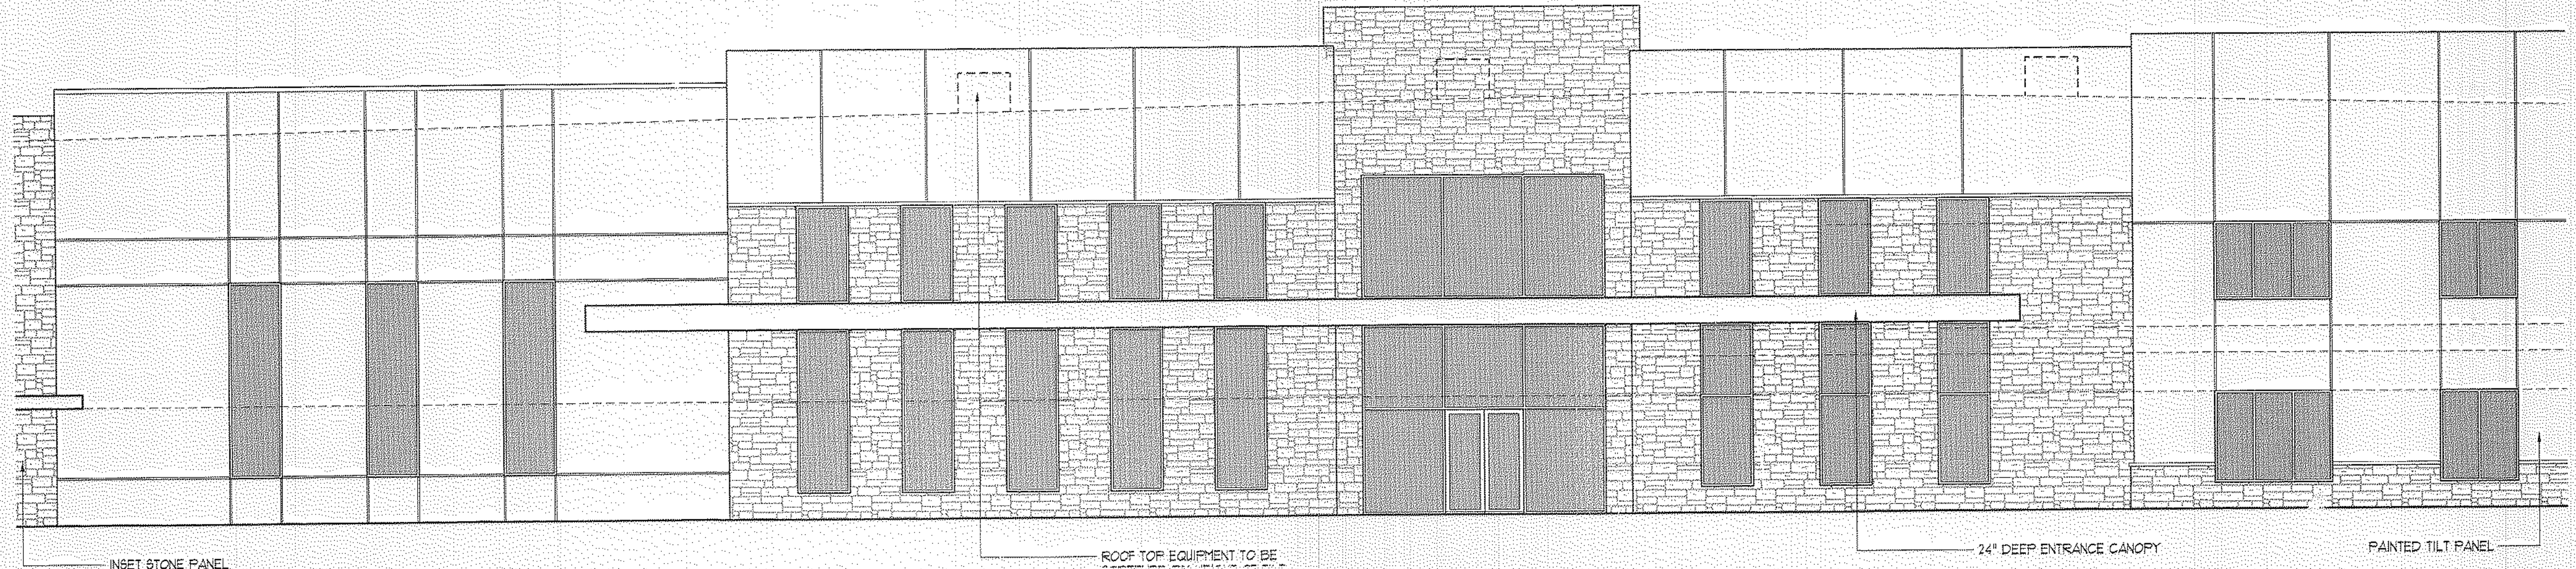 INSET STONE PANEL
ROOF TOP EQUIPMENT TO BE
24" DEEP ENTRANCE CANOPY
PAINTED TILT PANEL